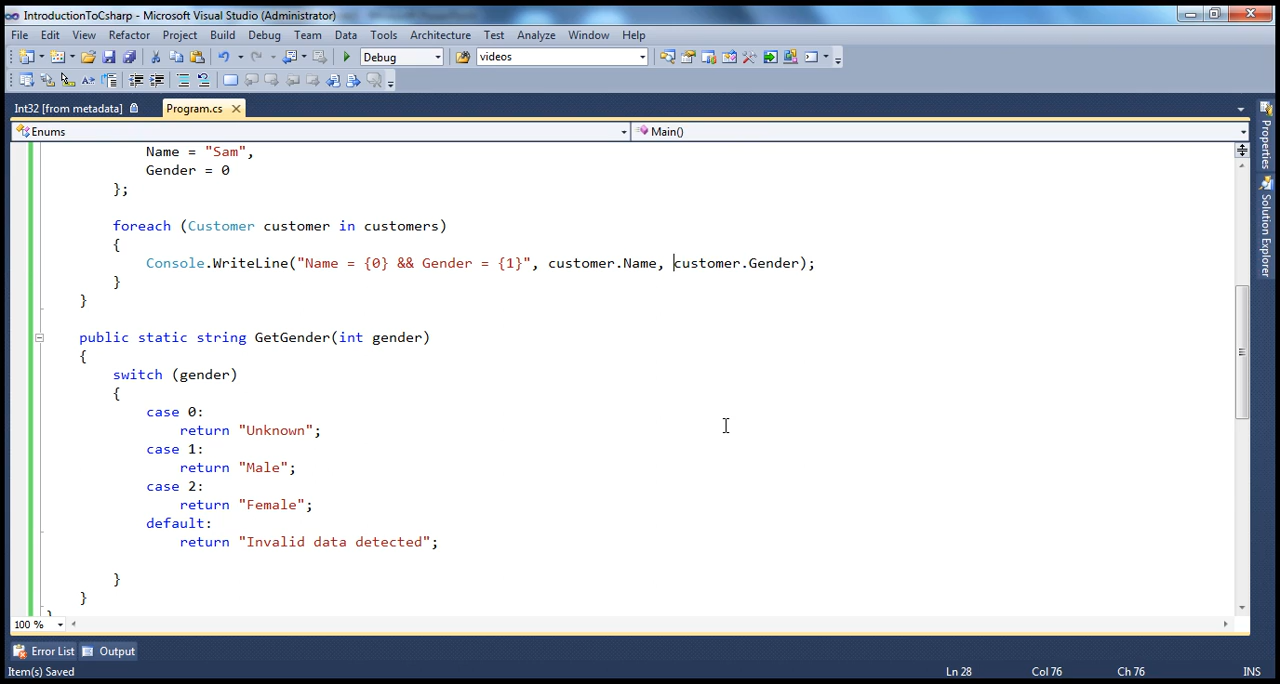 IntroductionToCsharp - Microsoft Visual Studio (Administrator)
File Edit View Refactor Project Build Debug Team Data Tools Architecture Test Analyze Window Help
Debug videos
Int32 [from metadata] Program.cs
Enums Main()
Name = "Sam",
Gender = 0
};
foreach (Customer customer in customers)
{
Console.WriteLine("Name = {0} && Gender = {1}", customer.Name, customer.Gender);
}
}
public static string GetGender(int gender)
{
switch (gender)
{
case 0:
return "Unknown";
case 1:
return "Male";
case 2:
return "Female";
default:
return "Invalid data detected";
}
}
}
100 %
Error List Output
Item(s) Saved Ln 28 Col 76 Ch 76 INS
Properties
Solution Explorer